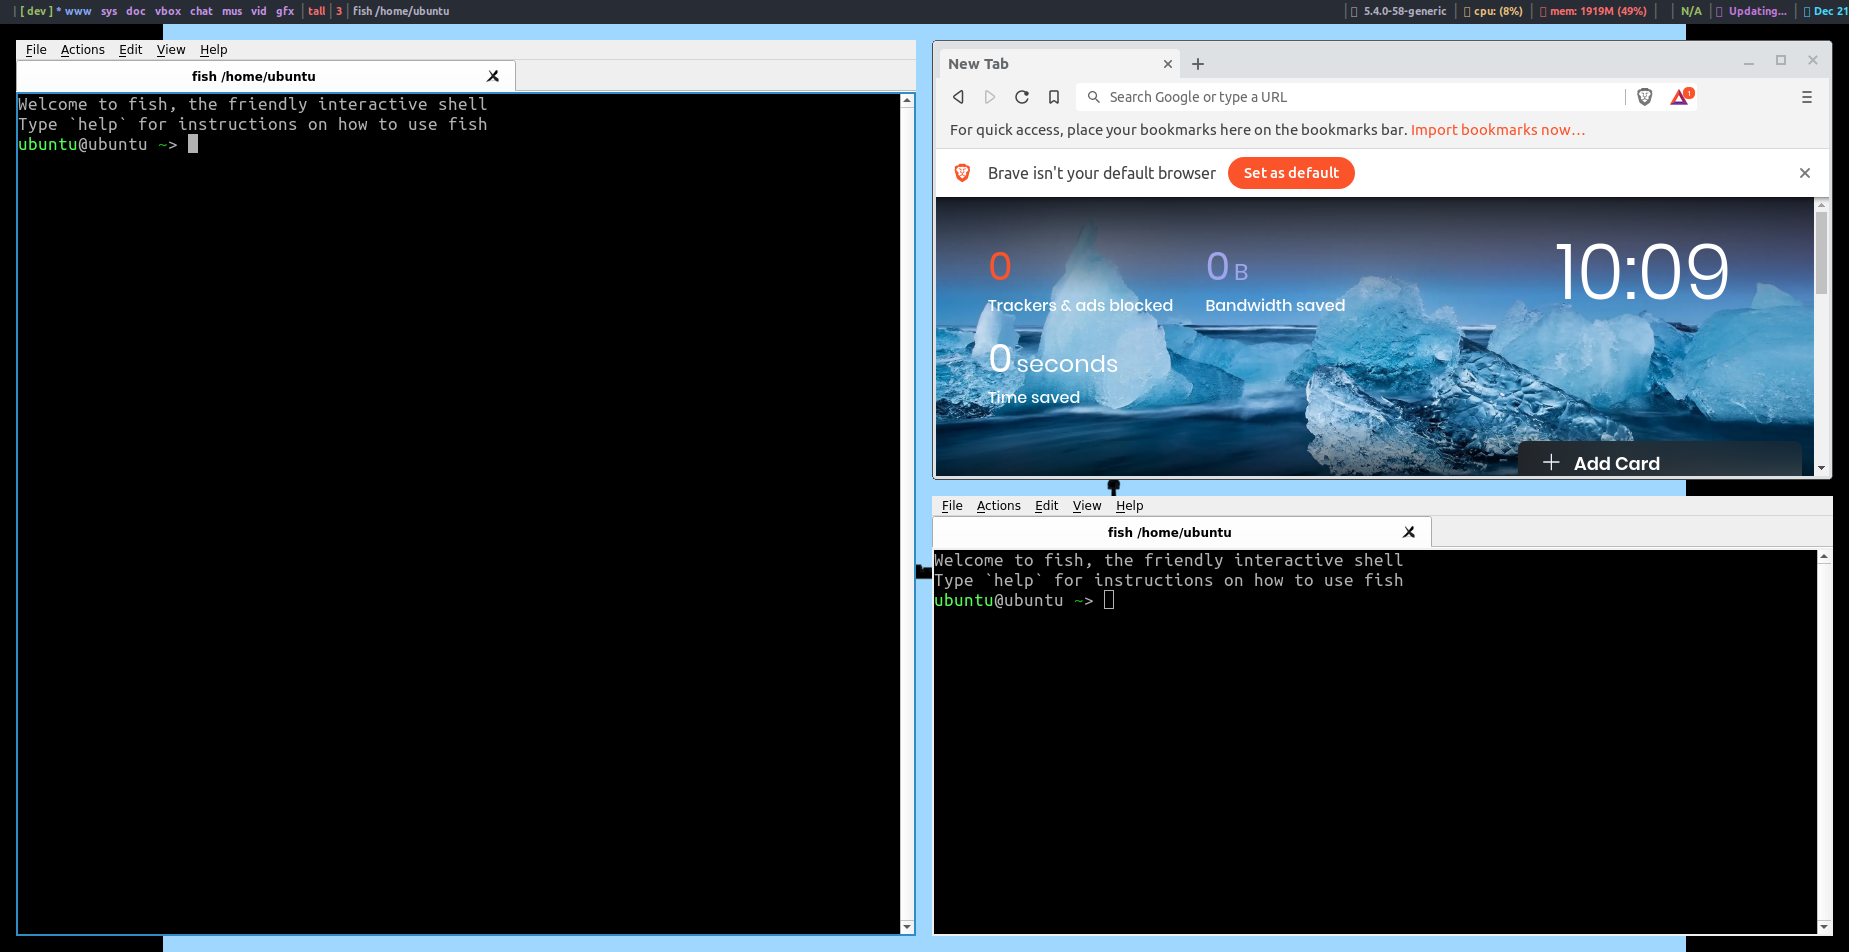 [ dev ] * www sys doc vbox chat mus vid gfx | tall | 3 | fish /home/ubuntu
5.4.0-58-generic | cpu: (8%) | mem: 1919M (49%) | | N/A | Updating... | Dec 21
File Actions Edit View Help
fish /home/ubuntu
Welcome to fish, the friendly interactive shell
Type `help` for instructions on how to use fish
ubuntu@ubuntu ~>
New Tab
Search Google or type a URL
1
For quick access, place your bookmarks here on the bookmarks bar. Import bookmarks now…
Brave isn't your default browser Set as default
0
Trackers & ads blocked
0 B
Bandwidth saved
10:09
0 seconds
Time saved
Add Card
File Actions Edit View Help
fish /home/ubuntu
Welcome to fish, the friendly interactive shell
Type `help` for instructions on how to use fish
ubuntu@ubuntu ~>